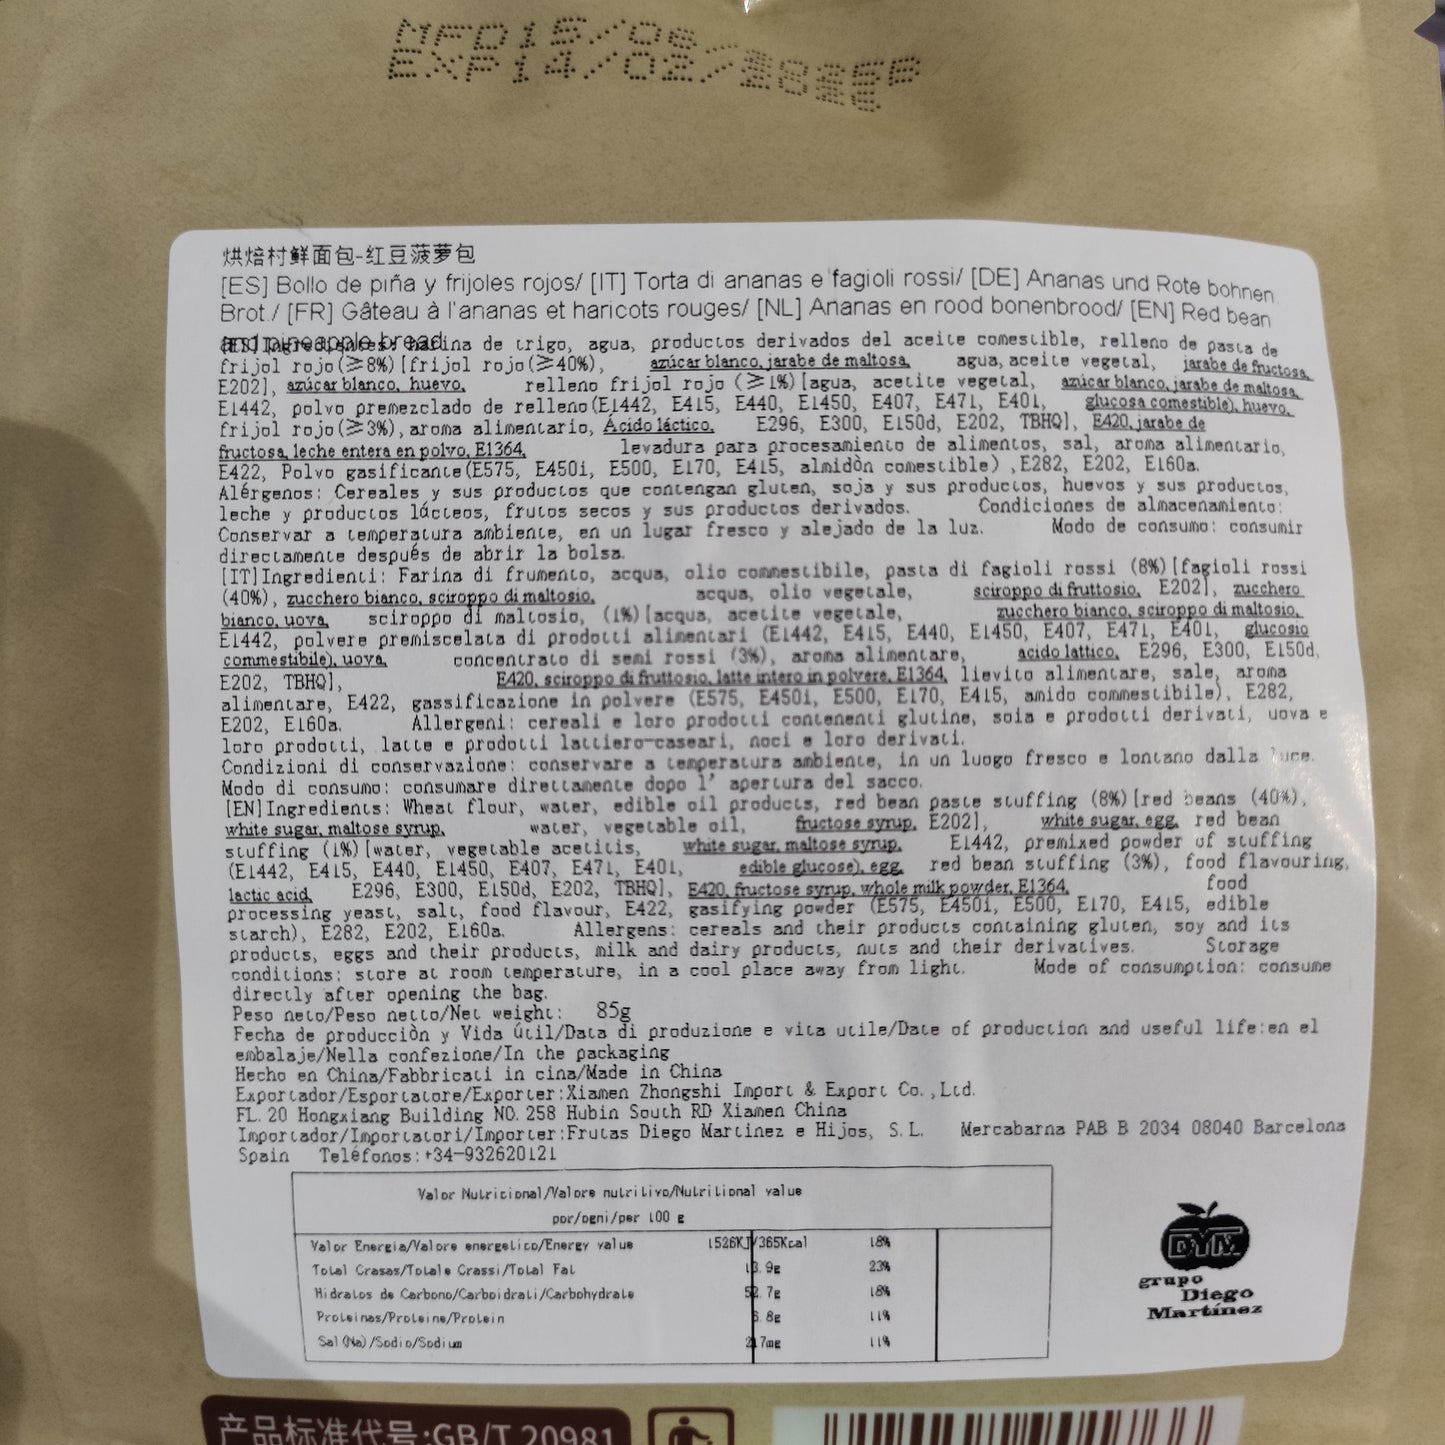 MFD15/08
EXP14/02/
烘焙村鲜面包-红豆菠萝包
[ES] Bollo de piña y frijoles rojos/ [IT] Torta di ananas e fagioli rossi/ [DE] Ananas und Rote bohnen
Brot./ [FR] Gâteau à l'ananas et haricots rouges/ [NL] Ananas en rood bonenbrood/ [EN] Red bean
and pineapple bread
[ES]Ingredientes: harina de trigo, agua, productos derivados del aceite comestible, relleno de pasta de
frijol rojo(≥8%)[frijol rojo(≥40%), azúcar blanco, jarabe de maltosa, agua, aceite vegetal, jarabe de fructosa,
E202], azúcar blanco, huevo, relleno frijol rojo (≥1%)[agua, acetite vegetal, azúcar blanco, jarabe de maltosa,
E1442, polvo premezclado de relleno(E1442, E415, E440, E1450, E407, E471, E401, glucosa comestible), huevo,
frijol rojo(≥3%), aroma alimentario, Ácido láctico, E296, E300, E150d, E202, TBHQ], E420, jarabe de
fructosa, leche entera en polvo, E1364, levadura para procesamiento de alimentos, sal, aroma alimentario,
E422, Polvo gasificante(E575, E450i, E500, E170, E415, almidòn comestible) ,E282, E202, E160a.
Alérgenos: Cereales y sus productos que contengan gluten, soja y sus productos, huevos y sus productos,
leche y productos lácteos, frutos secos y sus productos derivados. Condiciones de almacenamiento:
Conservar a temperatura ambiente, en un lugar fresco y alejado de la luz. Modo de consumo: consumir
directamente después de abrir la bolsa.
[IT]Ingredienti: Farina di frumento, acqua, olio commestibile, pasta di fagioli rossi (8%)[fagioli rossi
(40%), zucchero bianco, sciroppo di maltosio, acqua, olio vegetale, sciroppo di fruttosio, E202], zucchero
bianco, uova, sciroppo di maltosio, (1%)[acqua, acetite vegetale, zucchero bianco, sciroppo di maltosio,
E1442, polvere premiscelata di prodotti alimentari (E1442, E415, E440, E1450, E407, E471, E401, glucosio
commestibile), uova, concentrato di semi rossi (3%), aroma alimentare, acido lattico, E296, E300, E150d,
E202, TBHQ], E420, sciroppo di fruttosio, latte intero in polvere, E1364, lievito alimentare, sale, aroma
alimentare, E422, gassificazione in polvere (E575, E450i, E500, E170, E415, amido commestibile), E282,
E202, E160a. Allergeni: cereali e loro prodotti contenenti glutine, soia e prodotti derivati, uova e
loro prodotti, latte e prodotti lattiero-caseari, noci e loro derivati.
Condizioni di conservazione: conservare a temperatura ambiente, in un luogo fresco e lontano dalla luce.
Modo di consumo: consumare direttamente dopo l' apertura del sacco.
[EN]Ingredients: Wheat flour, water, edible oil products, red bean paste stuffing (8%)[red beans (40%),
white sugar, maltose syrup, water, vegetable oil, fructose syrup, E202], white sugar, egg, red bean
stuffing (1%)[water, vegetable acetitis, white sugar, maltose syrup, E1442, premixed powder of stuffing
(E1442, E415, E440, E1450, E407, E471, E401, edible glucose), egg, red bean stuffing (3%), food flavouring,
lactic acid, E296, E300, E150d, E202, TBHQ], E420, fructose syrup, whole milk powder, E1364, food
processing yeast, salt, food flavour, E422, gasifying powder (E575, E450i, E500, E170, E415, edible
starch), E282, E202, E160a. Allergens: cereals and their products containing gluten, soy and its
products, eggs and their products, milk and dairy products, nuts and their derivatives. Storage
conditions: store at room temperature, in a cool place away from light. Mode of consumption: consume
directly after opening the bag.
Peso neto/Peso netto/Net weight: 85g
Fecha de producciòn y Vida útil/Data di produzione e vita utile/Date of production and useful life:en el
embalaje/Nella confezione/In the packaging
Hecho en China/Fabbricati in cina/Made in China
Exportador/Esportatore/Exporter:Xiamen Zhongshi Import & Export Co.,Ltd.
FL. 20 Hongxiang Building NO. 258 Hubin South RD Xiamen China
Importador/Importatori/Importer:Frutas Diego Martinez e Hijos, S.L. Mercabarna PAB B 2034 08040 Barcelona
Spain Teléfonos:+34-932620121
Valor Nutricional/Valore nutritivo/Nutritional value
por/ogni/per 100 g
Valor Energia/Valore energetico/Energy value 1526KJ/365Kcal 18%
Total Grasas/Totale Grassi/Total Fat 13.9g 23%
Hidratos de Carbono/Carboidrati/Carbohydrate 52.7g 18%
Proteinas/Proteine/Protein 6.8g 11%
Sal(Na)/Sodio/Sodium 217mg 11%
DYM
grupo
Diego
Martínez
产品标准代号:GB/T 20981